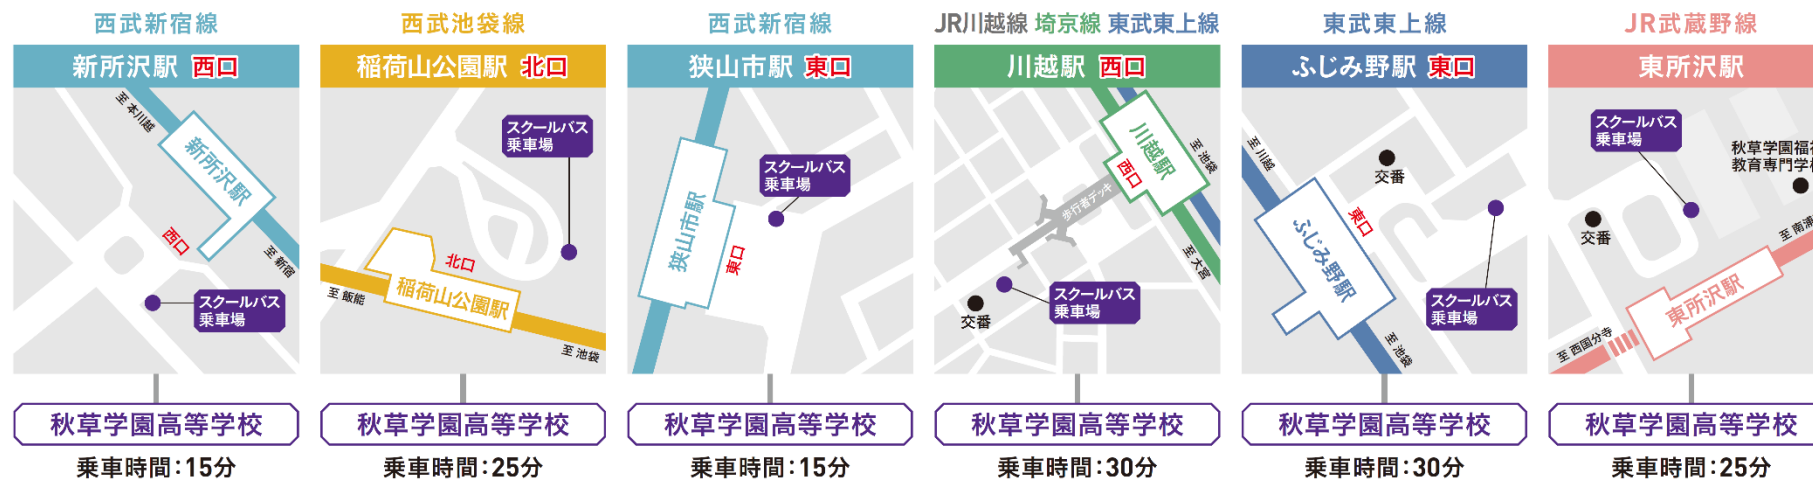 西武新宿線
新所沢駅 西口
至 本川越
新所沢駅
西口
至 新宿
スクールバス
乗車場
秋草学園高等学校
乗車時間:15分
西武池袋線
稲荷山公園駅 北口
スクールバス
乗車場
北口
至 飯能
稲荷山公園駅
至 池袋
秋草学園高等学校
乗車時間:25分
西武新宿線
狭山市駅 東口
スクールバス
乗車場
狭山市駅
東口
秋草学園高等学校
乗車時間:15分
JR川越線 埼京線 東武東上線
川越駅 西口
川越駅
至 池袋
西口
歩行者デッキ
至 大宮
スクールバス
乗車場
交番
秋草学園高等学校
乗車時間:30分
東武東上線
ふじみ野駅 東口
至 川越
交番
東口
ふじみ野駅
スクールバス
乗車場
至 池袋
秋草学園高等学校
乗車時間:30分
JR武蔵野線
東所沢駅
スクールバス
乗車場
秋草学園福祉
教育専門学校
交番
至 南浦
東所沢駅
至 西国分寺
秋草学園高等学校
乗車時間:25分